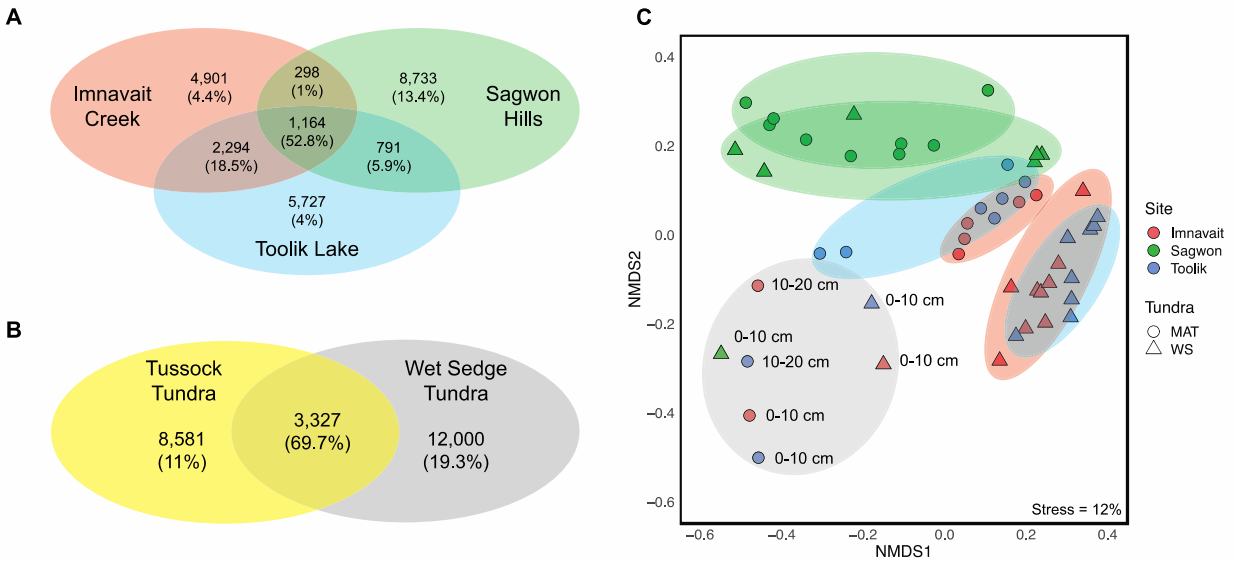 A
Imnavait
Creek
4,901
(4.4%)
298
(1%)
8,733
(13.4%)
Sagwon
Hills
1,164
(52.8%)
2,294
(18.5%)
791
(5.9%)
5,727
(4%)
Toolik Lake
B
Tussock
Tundra
8,581
(11%)
3,327
(69.7%)
Wet Sedge
Tundra
12,000
(19.3%)
C
NMDS2
0.4
0.2
0.0
−0.2
−0.4
−0.6
10-20 cm
0-10 cm
0-10 cm
10-20 cm
0-10 cm
0-10 cm
0-10 cm
Stress = 12%
−0.6
−0.4
−0.2
0.0
0.2
0.4
NMDS1
Site
Imnavait
Sagwon
Toolik
Tundra
MAT
WS